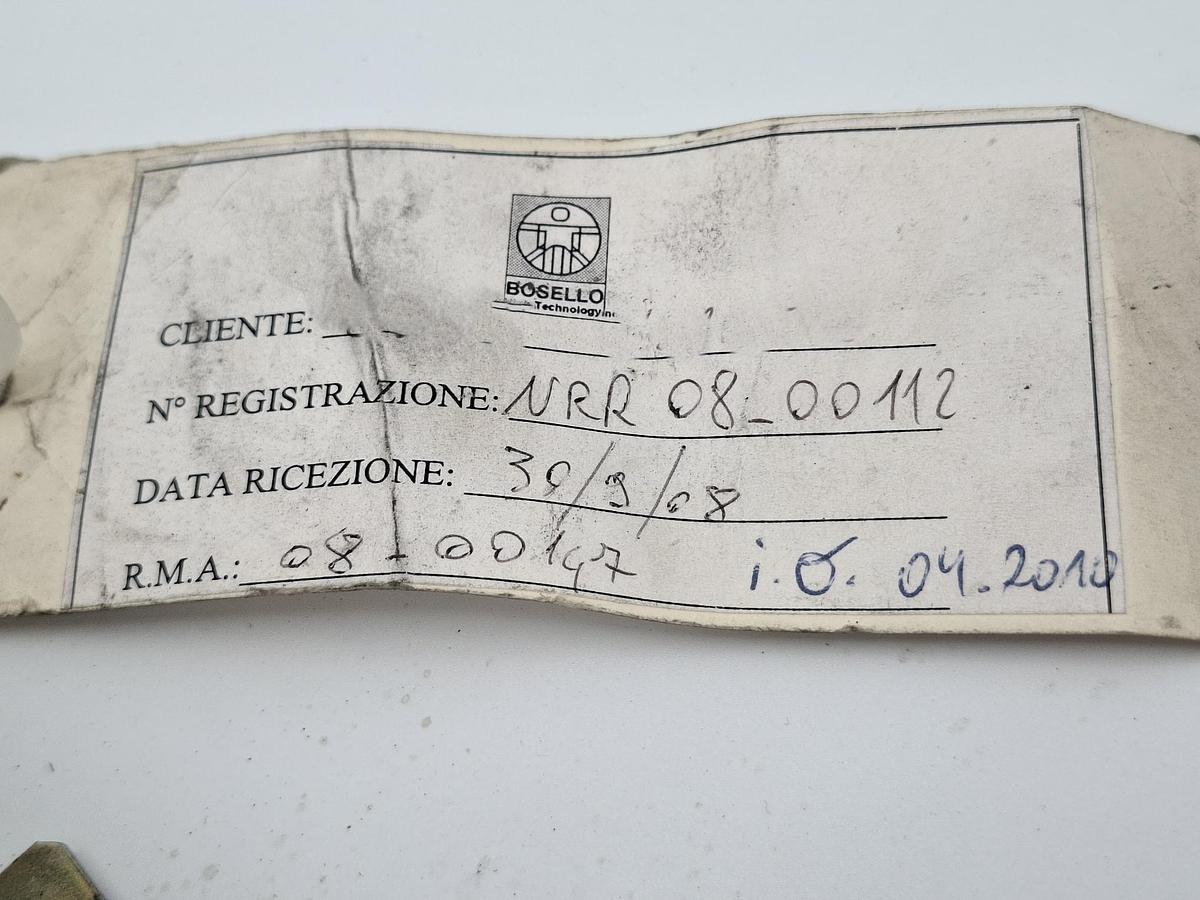 BOSELLO
Technology
CLIENTE:
N° REGISTRAZIONE: NRR 08_00112
DATA RICEZIONE: 30/9/08
R.M.A.: 08-00147 i.O. 04.2010